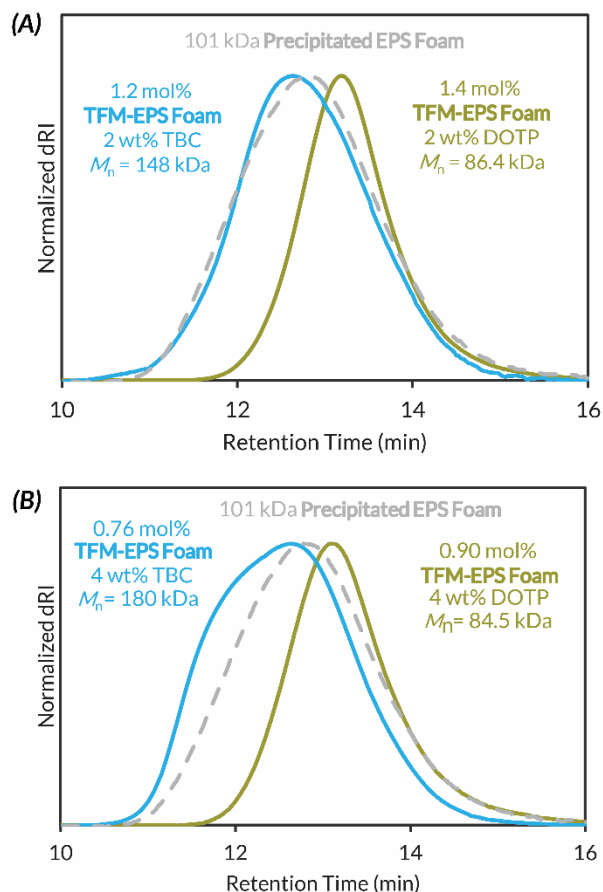 (A)
101 kDa Precipitated EPS Foam
1.2 mol%
TFM-EPS Foam
2 wt% TBC
Mn = 148 kDa
1.4 mol%
TFM-EPS Foam
2 wt% DOTP
Mn = 86.4 kDa
Normalized dRI
10 12 14 16
Retention Time (min)
(B)
101 kDa Precipitated EPS Foam
0.76 mol%
TFM-EPS Foam
4 wt% TBC
Mn = 180 kDa
0.90 mol%
TFM-EPS Foam
4 wt% DOTP
Mn= 84.5 kDa
Normalized dRI
10 12 14 16
Retention Time (min)